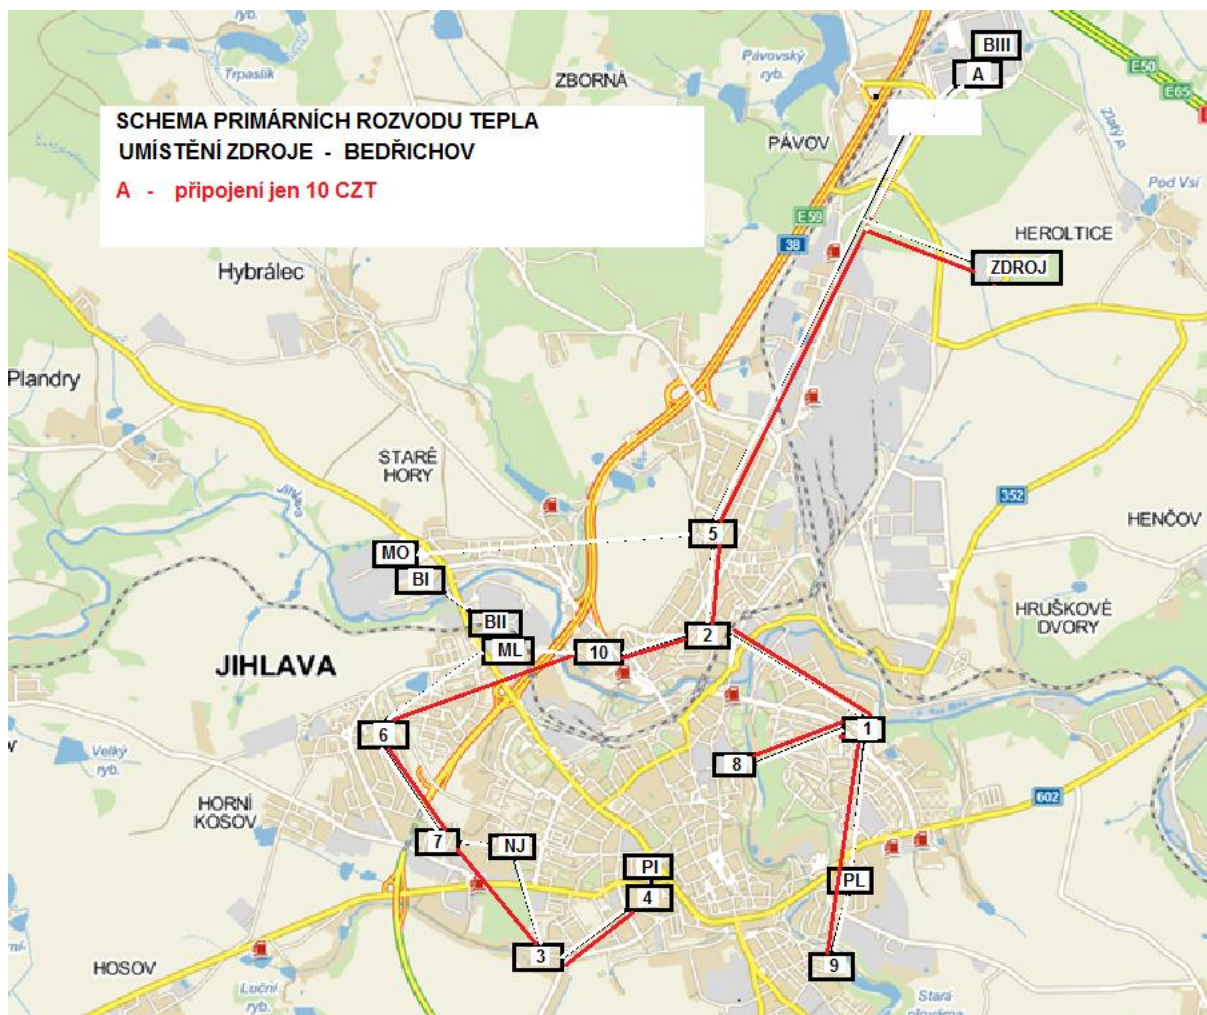 SCHEMA PRIMÁRNÍCH ROZVODU TEPLA
UMÍSTĚNÍ ZDROJE - BEDŘICHOV
A - připojení jen 10 CZT
Trpaslík
ZBORNÁ
Pávovský
ryb.
BIII
A
E50
E65
PÁVOV
Zlatý P.
Pod Vsí
E59
38
HEROLTICE
ZDROJ
Hybrálec
Plandry
STARÉ
HORY
Jihlava
352
HENČOV
5
MO
BI
BII
ML
10
2
HRUŠKOVÉ
DVORY
JIHLAVA
6
1
8
Velký
ryb.
HORNÍ
KOSOV
602
7
NJ
PI
4
PL
3
9
HOSOV
Luční
ryb.
Stará